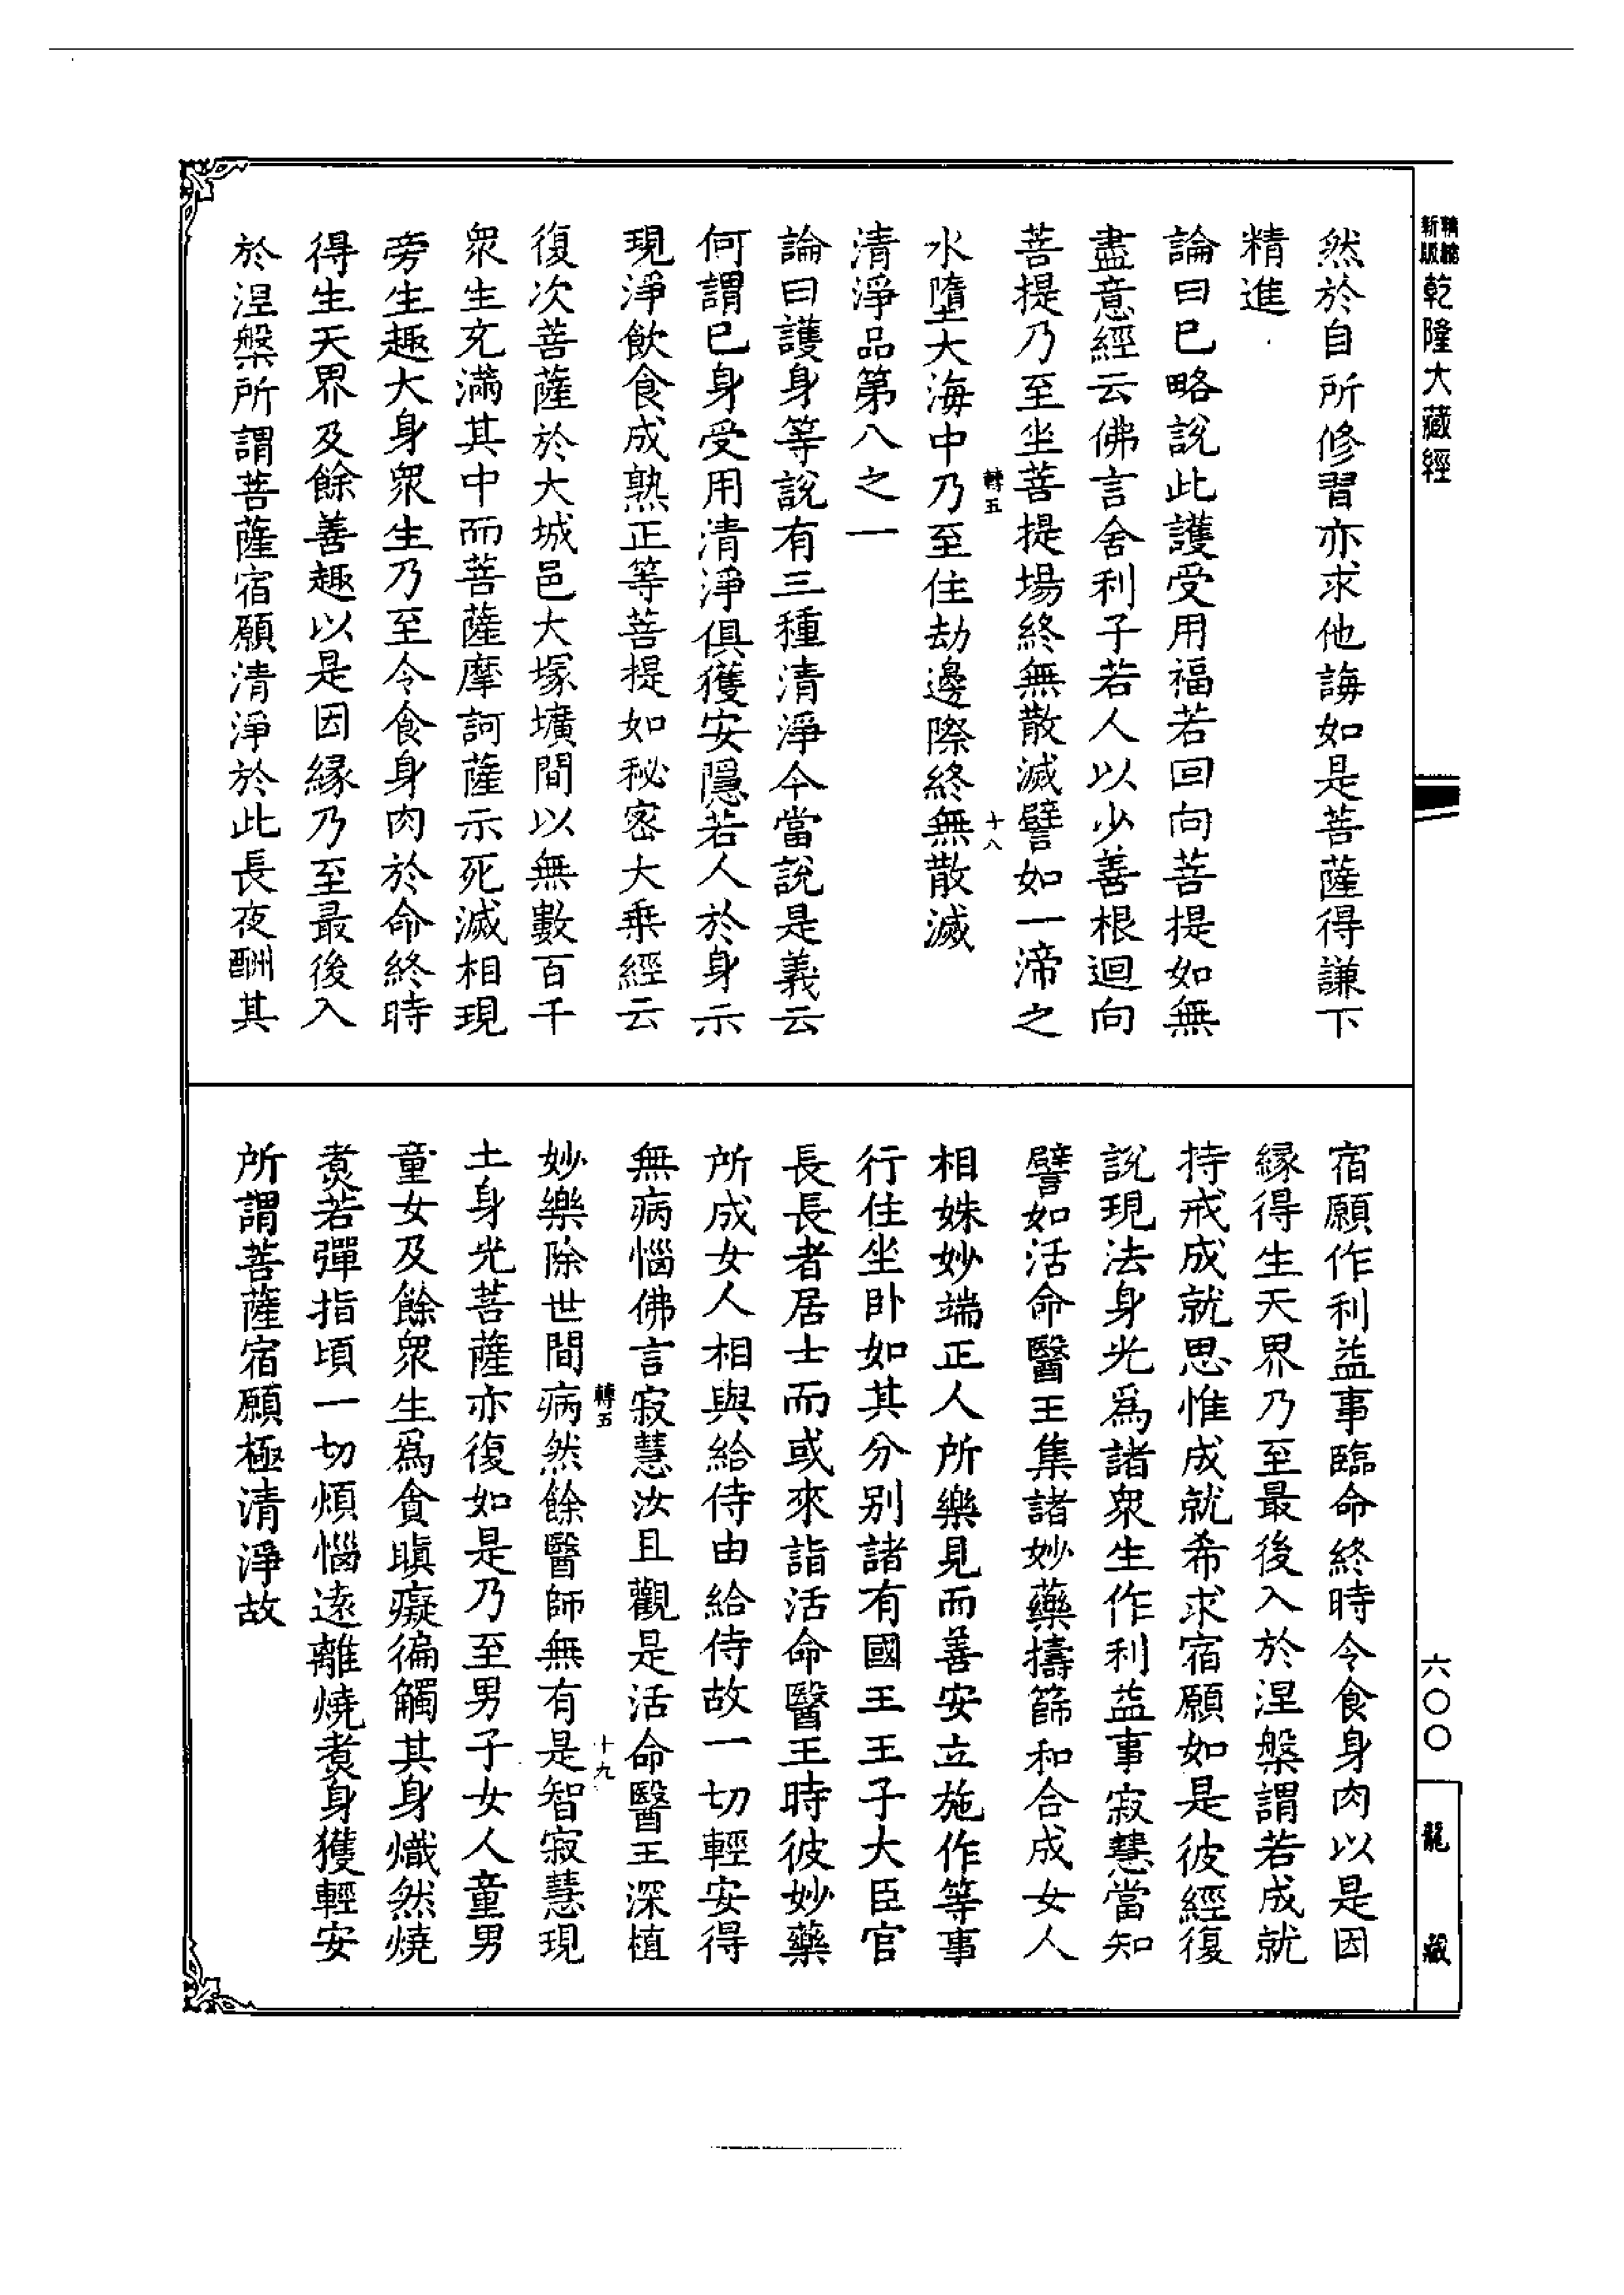 新版
精縮
乾隆大藏經
六〇〇
龍藏
然於自所修習亦求他誨如是菩薩得謙下
精進
論曰已略說此護受用福若回向菩提如無
盡意經云佛言舍利子若人以少善根迴向
菩提乃至坐菩提場終無散滅譬如一渧之
轉五
十八
水墮大海中乃至住劫邊際終無散滅
清淨品第八之一
論曰護身等說有三種清淨今當說是義云
何謂已身受用清淨俱獲安隱若人於身示
現淨飲食成熟正等菩提如秘密大乘經云
復次菩薩於大城邑大塚壙間以無數百千
眾生充滿其中而菩薩摩訶薩示死滅相現
旁生趣大身眾生乃至令食身肉於命終時
得生天界及餘善趣以是因緣乃至最後入
於涅槃所謂菩薩宿願清淨於此長夜酬其
宿願作利益事臨命終時令食身肉以是因
緣得生天界乃至最後入於涅槃謂若成就
持戒成就思惟成就希求宿願如是彼經復
說現法身光為諸眾生作利益事寂慧當知
譬如活命醫王集諸妙藥擣篩和合成女人
相姝妙端正人所樂見而善安立施作等事
行住坐臥如其分別諸有國王王子大臣官
長長者居士而或來詣活命醫王時彼妙藥
所成女人相與給侍由給侍故一切輕安得
無病惱佛言寂慧汝且觀是活命醫王深植
轉五
十九
妙樂除世間病然餘醫師無有是智寂慧現
土身光菩薩亦復如是乃至男子女人童男
童女及餘眾生為貪瞋癡徧觸其身熾然燒
煑若彈指頃一切煩惱遠離燒煑身獲輕安
所謂菩薩宿願極清淨故